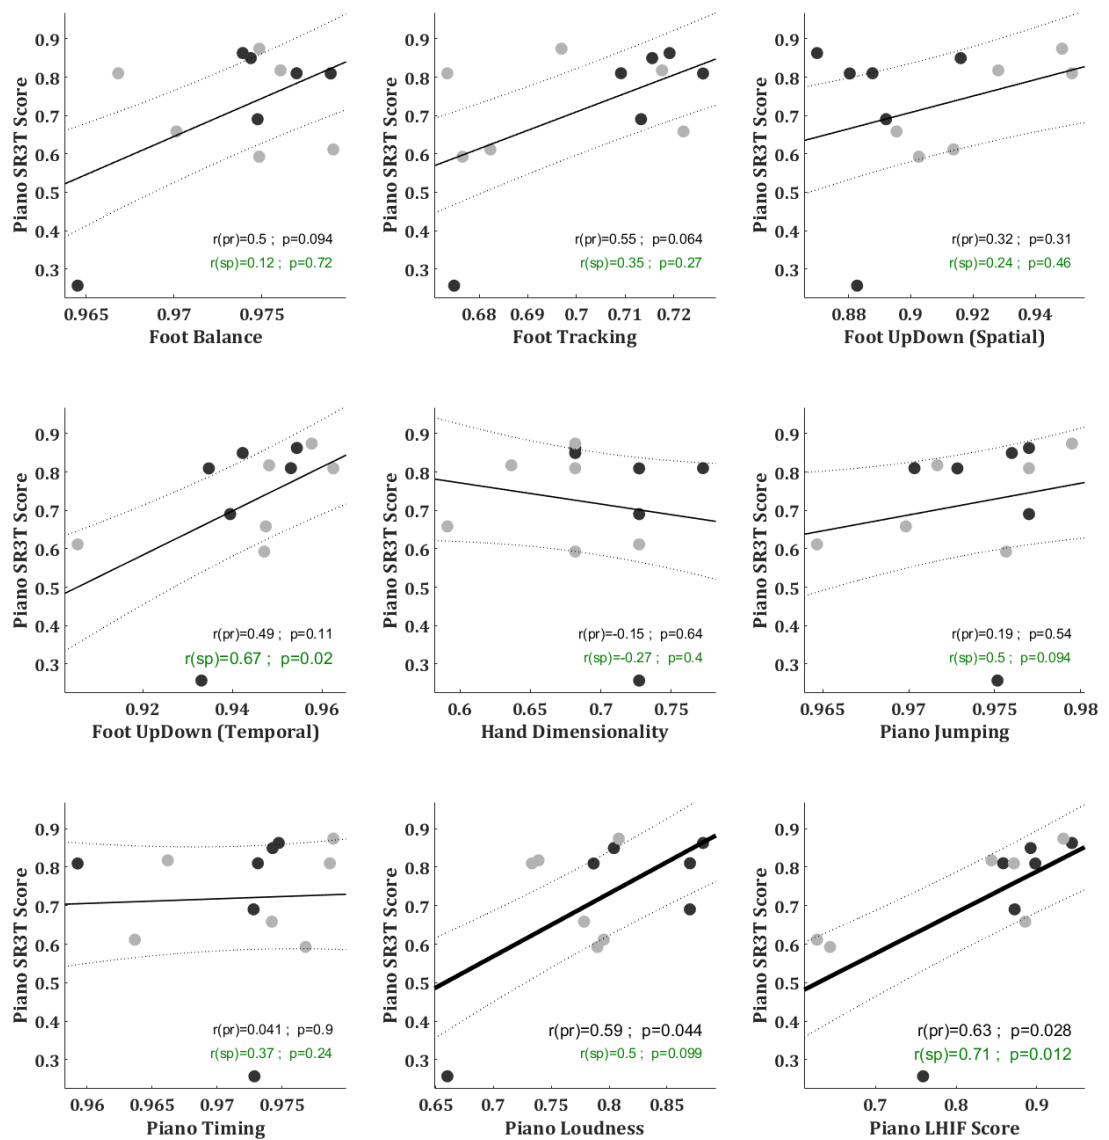 Piano SR3T Score
0.9
0.8
0.7
0.6
0.5
0.4
0.3
r(pr)=0.5 ; p=0.094
r(sp)=0.12 ; p=0.72
0.965 0.97 0.975
Foot Balance
Piano SR3T Score
0.9
0.8
0.7
0.6
0.5
0.4
0.3
r(pr)=0.55 ; p=0.064
r(sp)=0.35 ; p=0.27
0.68 0.69 0.7 0.71 0.72
Foot Tracking
Piano SR3T Score
0.9
0.8
0.7
0.6
0.5
0.4
0.3
r(pr)=0.32 ; p=0.31
r(sp)=0.24 ; p=0.46
0.88 0.9 0.92 0.94
Foot UpDown (Spatial)
Piano SR3T Score
0.9
0.8
0.7
0.6
0.5
0.4
0.3
r(pr)=0.49 ; p=0.11
r(sp)=0.67 ; p=0.02
0.92 0.94 0.96
Foot UpDown (Temporal)
Piano SR3T Score
0.9
0.8
0.7
0.6
0.5
0.4
0.3
r(pr)=-0.15 ; p=0.64
r(sp)=-0.27 ; p=0.4
0.6 0.65 0.7 0.75
Hand Dimensionality
Piano SR3T Score
0.9
0.8
0.7
0.6
0.5
0.4
0.3
r(pr)=0.19 ; p=0.54
r(sp)=0.5 ; p=0.094
0.965 0.97 0.975 0.98
Piano Jumping
Piano SR3T Score
0.9
0.8
0.7
0.6
0.5
0.4
0.3
r(pr)=0.041 ; p=0.9
r(sp)=0.37 ; p=0.24
0.96 0.965 0.97 0.975
Piano Timing
Piano SR3T Score
0.9
0.8
0.7
0.6
0.5
0.4
0.3
r(pr)=0.59 ; p=0.044
r(sp)=0.5 ; p=0.099
0.65 0.7 0.75 0.8 0.85
Piano Loudness
Piano SR3T Score
0.9
0.8
0.7
0.6
0.5
0.4
0.3
r(pr)=0.63 ; p=0.028
r(sp)=0.71 ; p=0.012
0.7 0.8 0.9
Piano LHIF Score